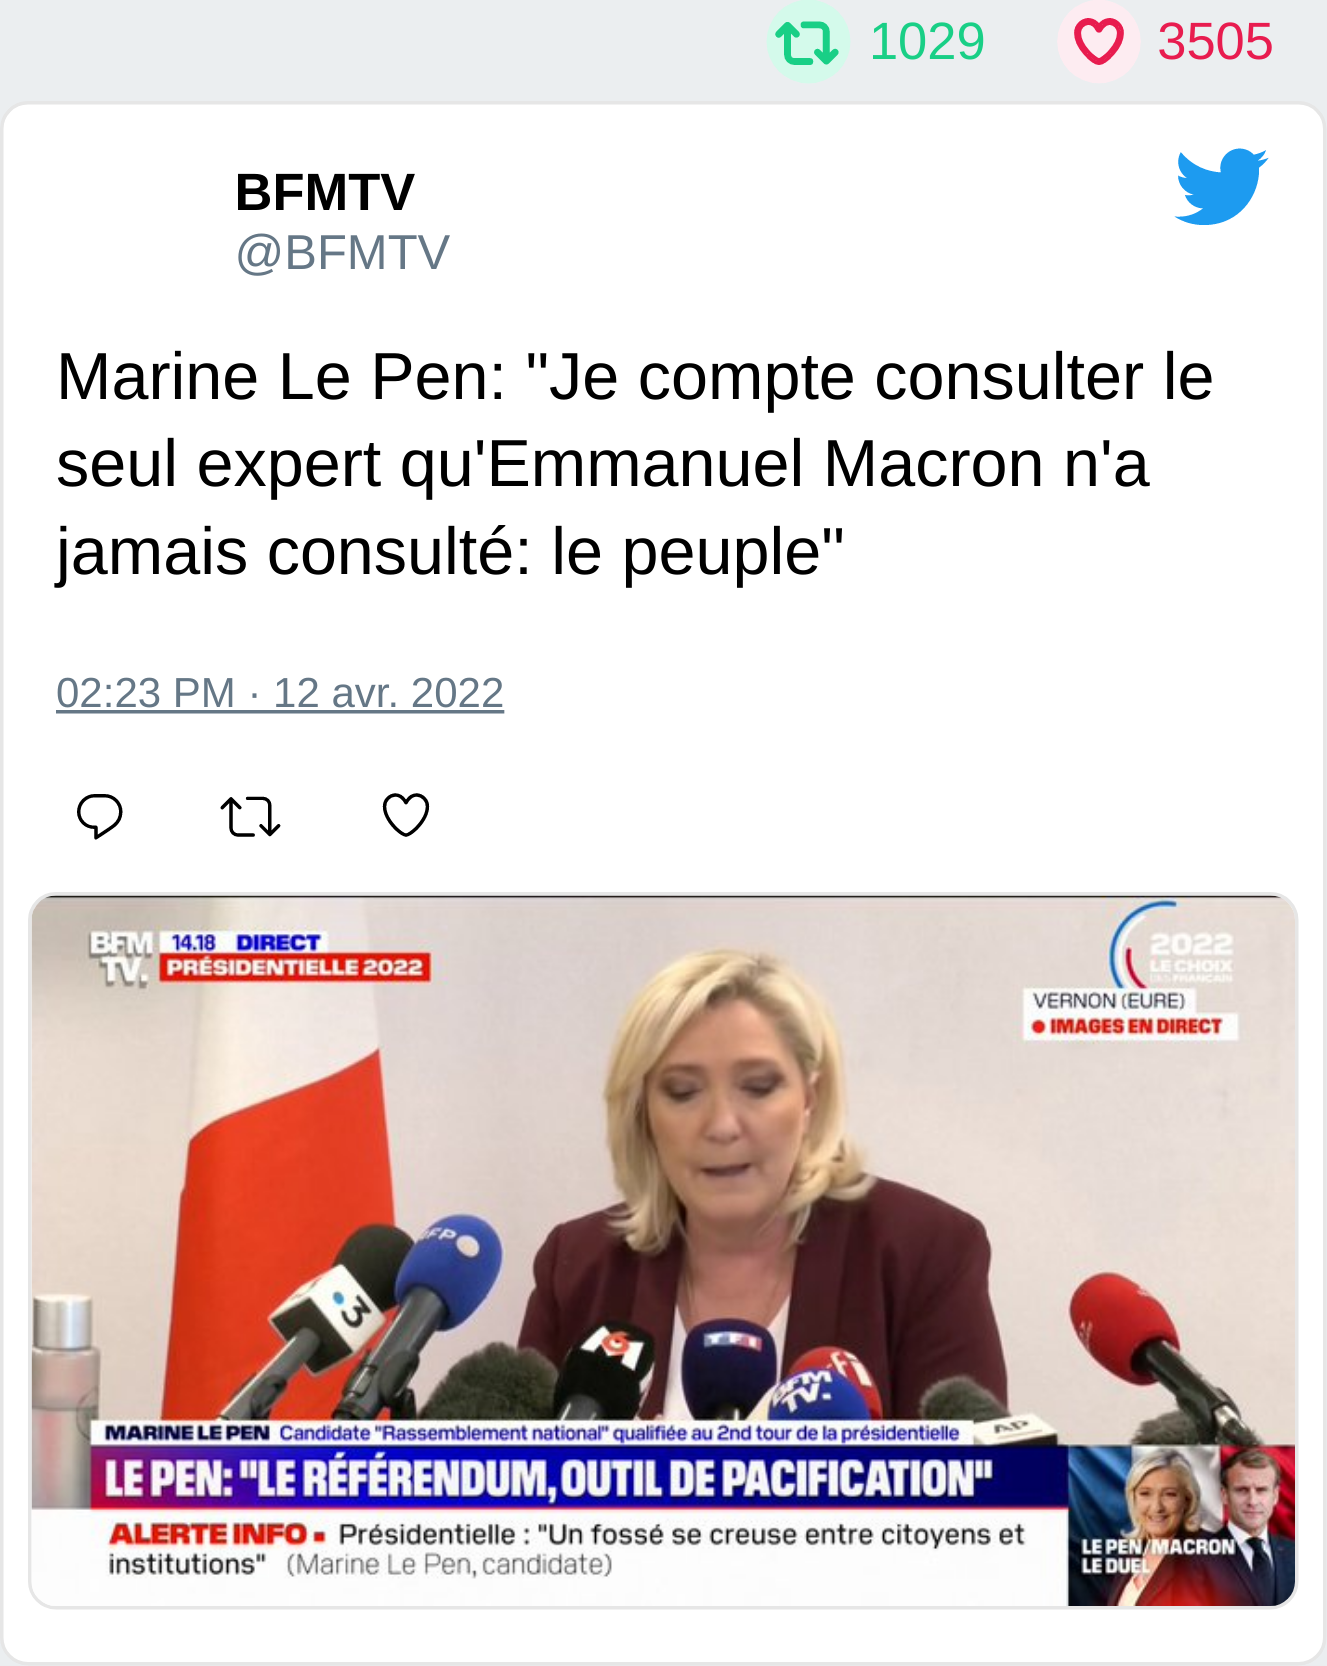 1029 3505
BFMTV
@BFMTV
Marine Le Pen: "Je compte consulter le
seul expert qu'Emmanuel Macron n'a
jamais consulté: le peuple"
02:23 PM · 12 avr. 2022
BFM 14.18 DIRECT
TV. PRÉSIDENTIELLE 2022
2022
LE CHOIX
DES FRANÇAIS
VERNON (EURE)
IMAGES EN DIRECT
AFP
3
M6
TF1
fi
BFM
TV.
AP
MARINE LE PEN Candidate "Rassemblement national" qualifiée au 2nd tour de la présidentielle
LE PEN: "LE RÉFÉRENDUM, OUTIL DE PACIFICATION"
ALERTE INFO Présidentielle : "Un fossé se creuse entre citoyens et
institutions" (Marine Le Pen, candidate)
LE PEN/MACRON
LE DUEL